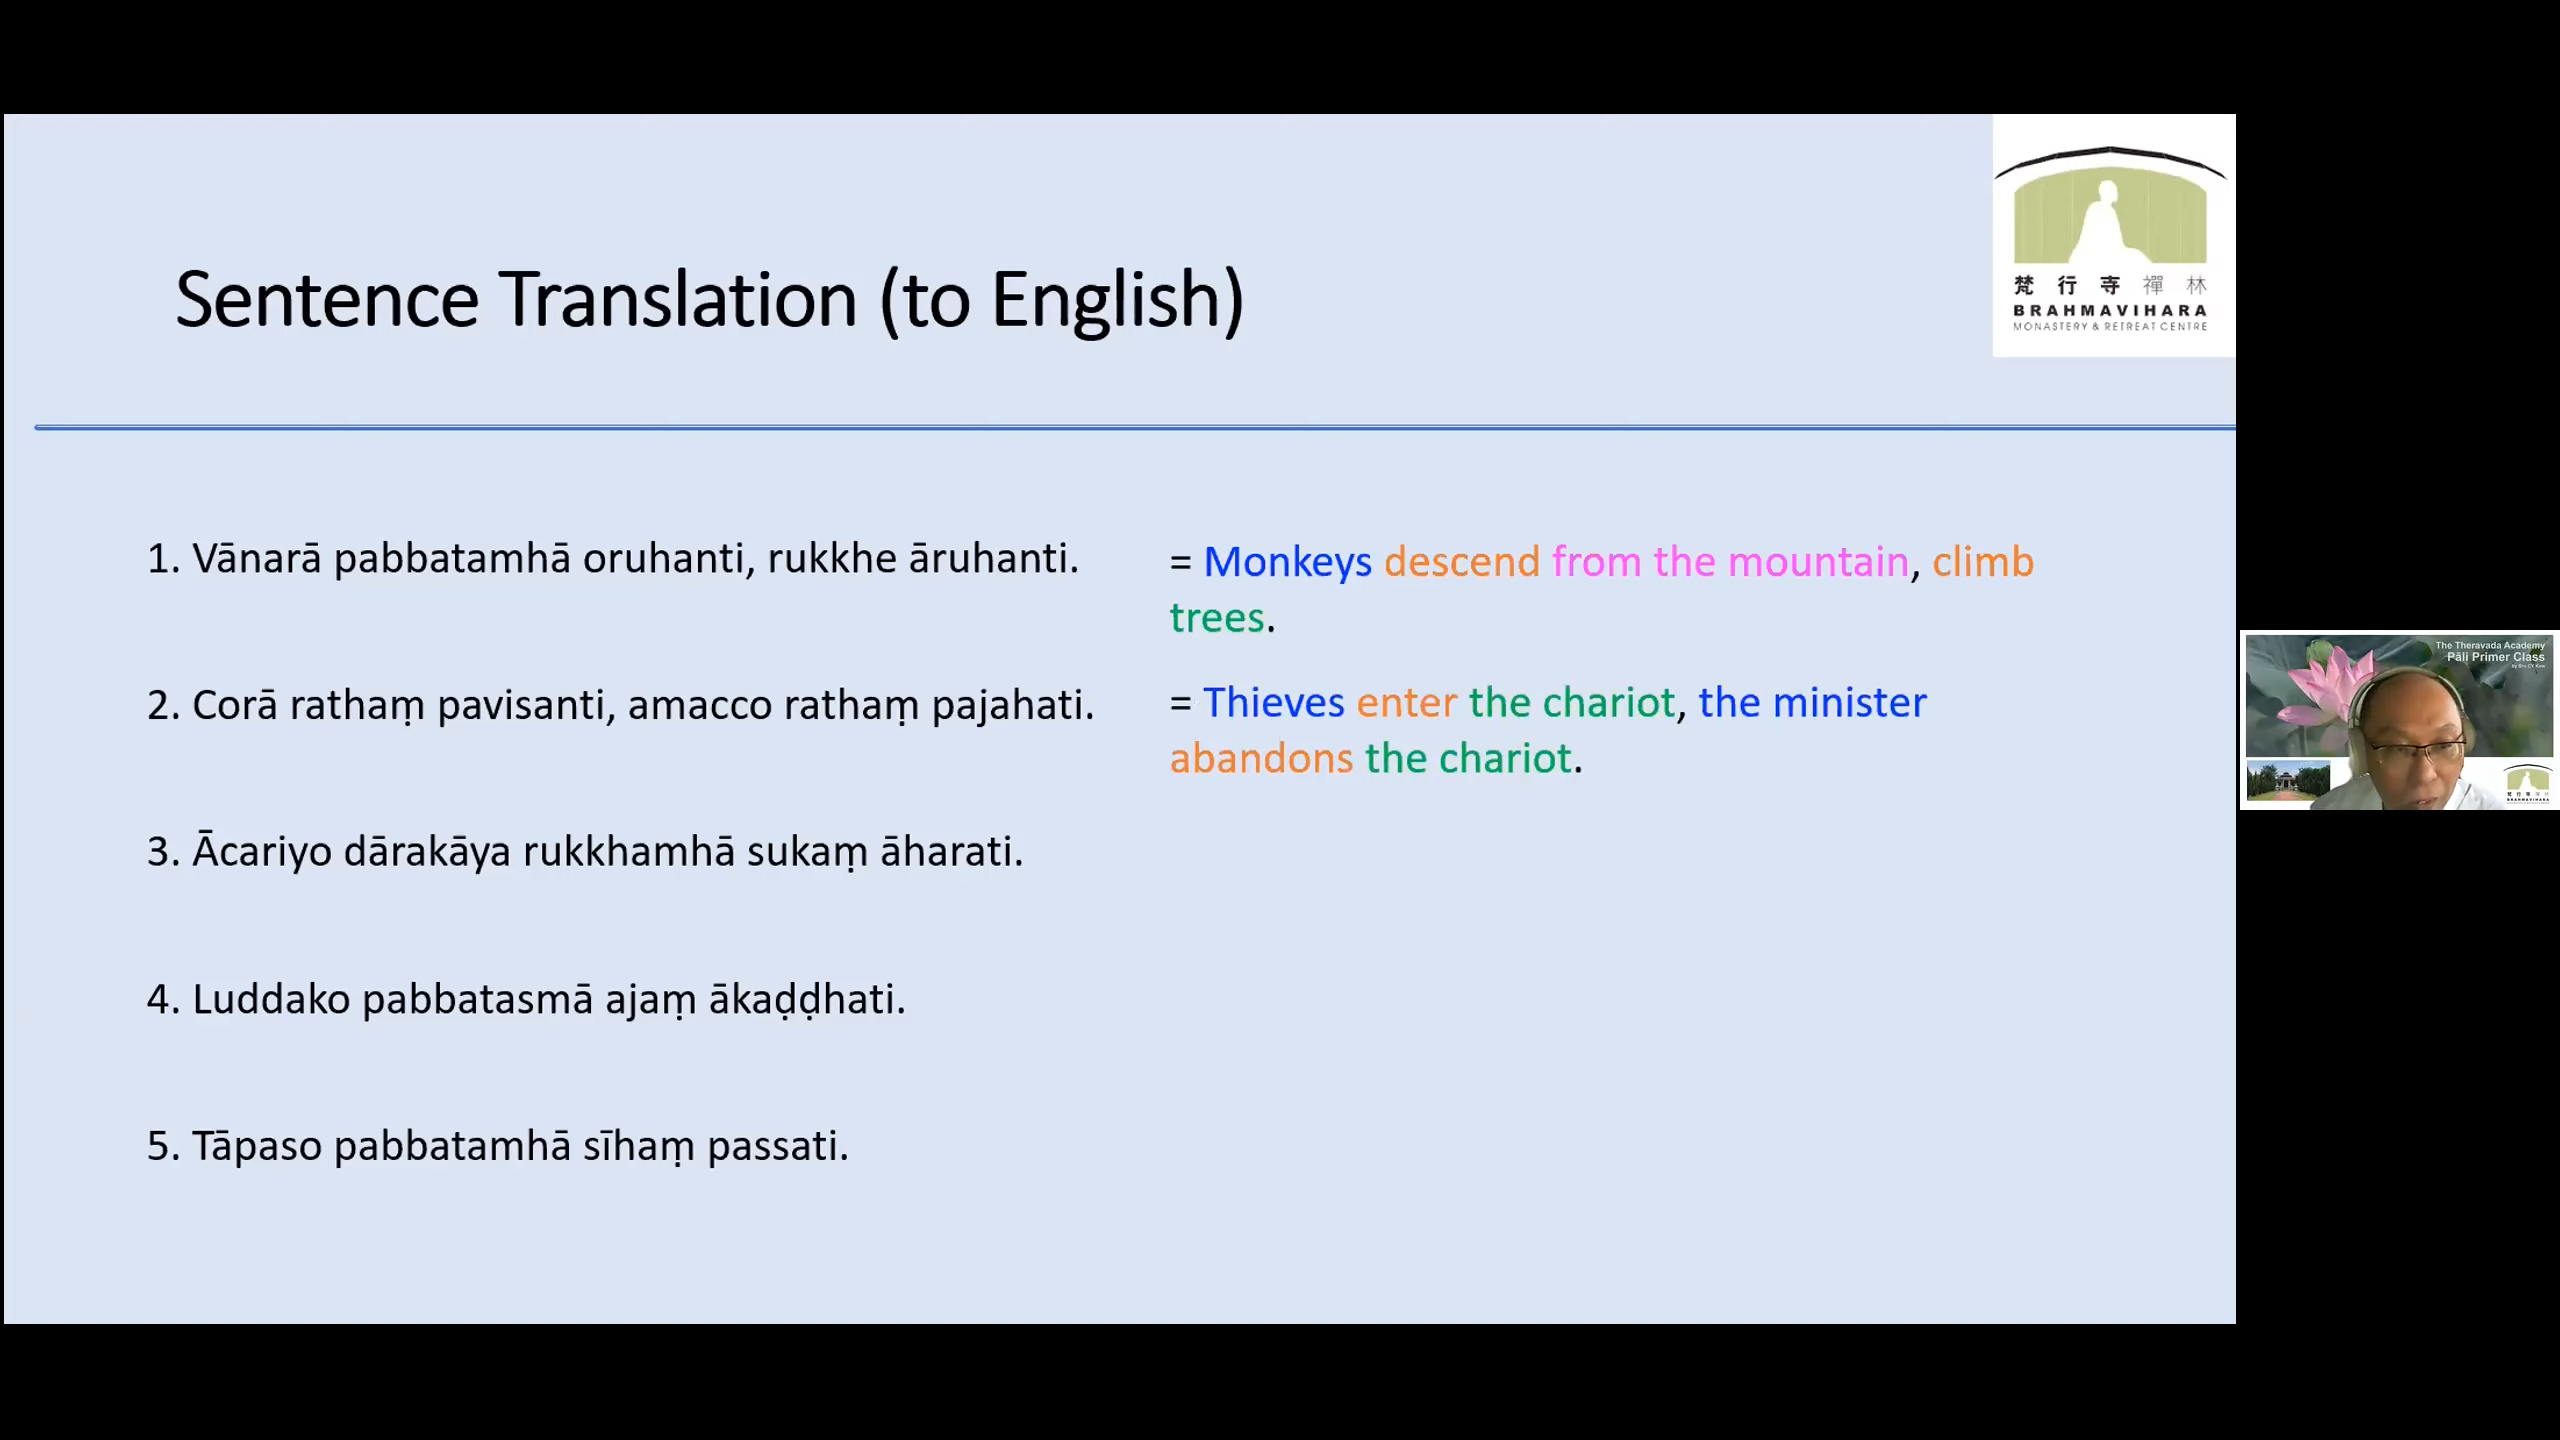 梵行寺禪林
BRAHMAVIHARA
MONASTERY & RETREAT CENTRE
Sentence Translation (to English)
1. Vānarā pabbatamhā oruhanti, rukkhe āruhanti.
= Monkeys descend from the mountain, climb
trees.
2. Corā rathaṃ pavisanti, amacco rathaṃ pajahati.
= Thieves enter the chariot, the minister
abandons the chariot.
3. Ācariyo dārakāya rukkhamhā sukaṃ āharati.
4. Luddako pabbatasmā ajaṃ ākaḍḍhati.
5. Tāpaso pabbatamhā sīhaṃ passati.
The Theravada Academy
Pāli Primer Class